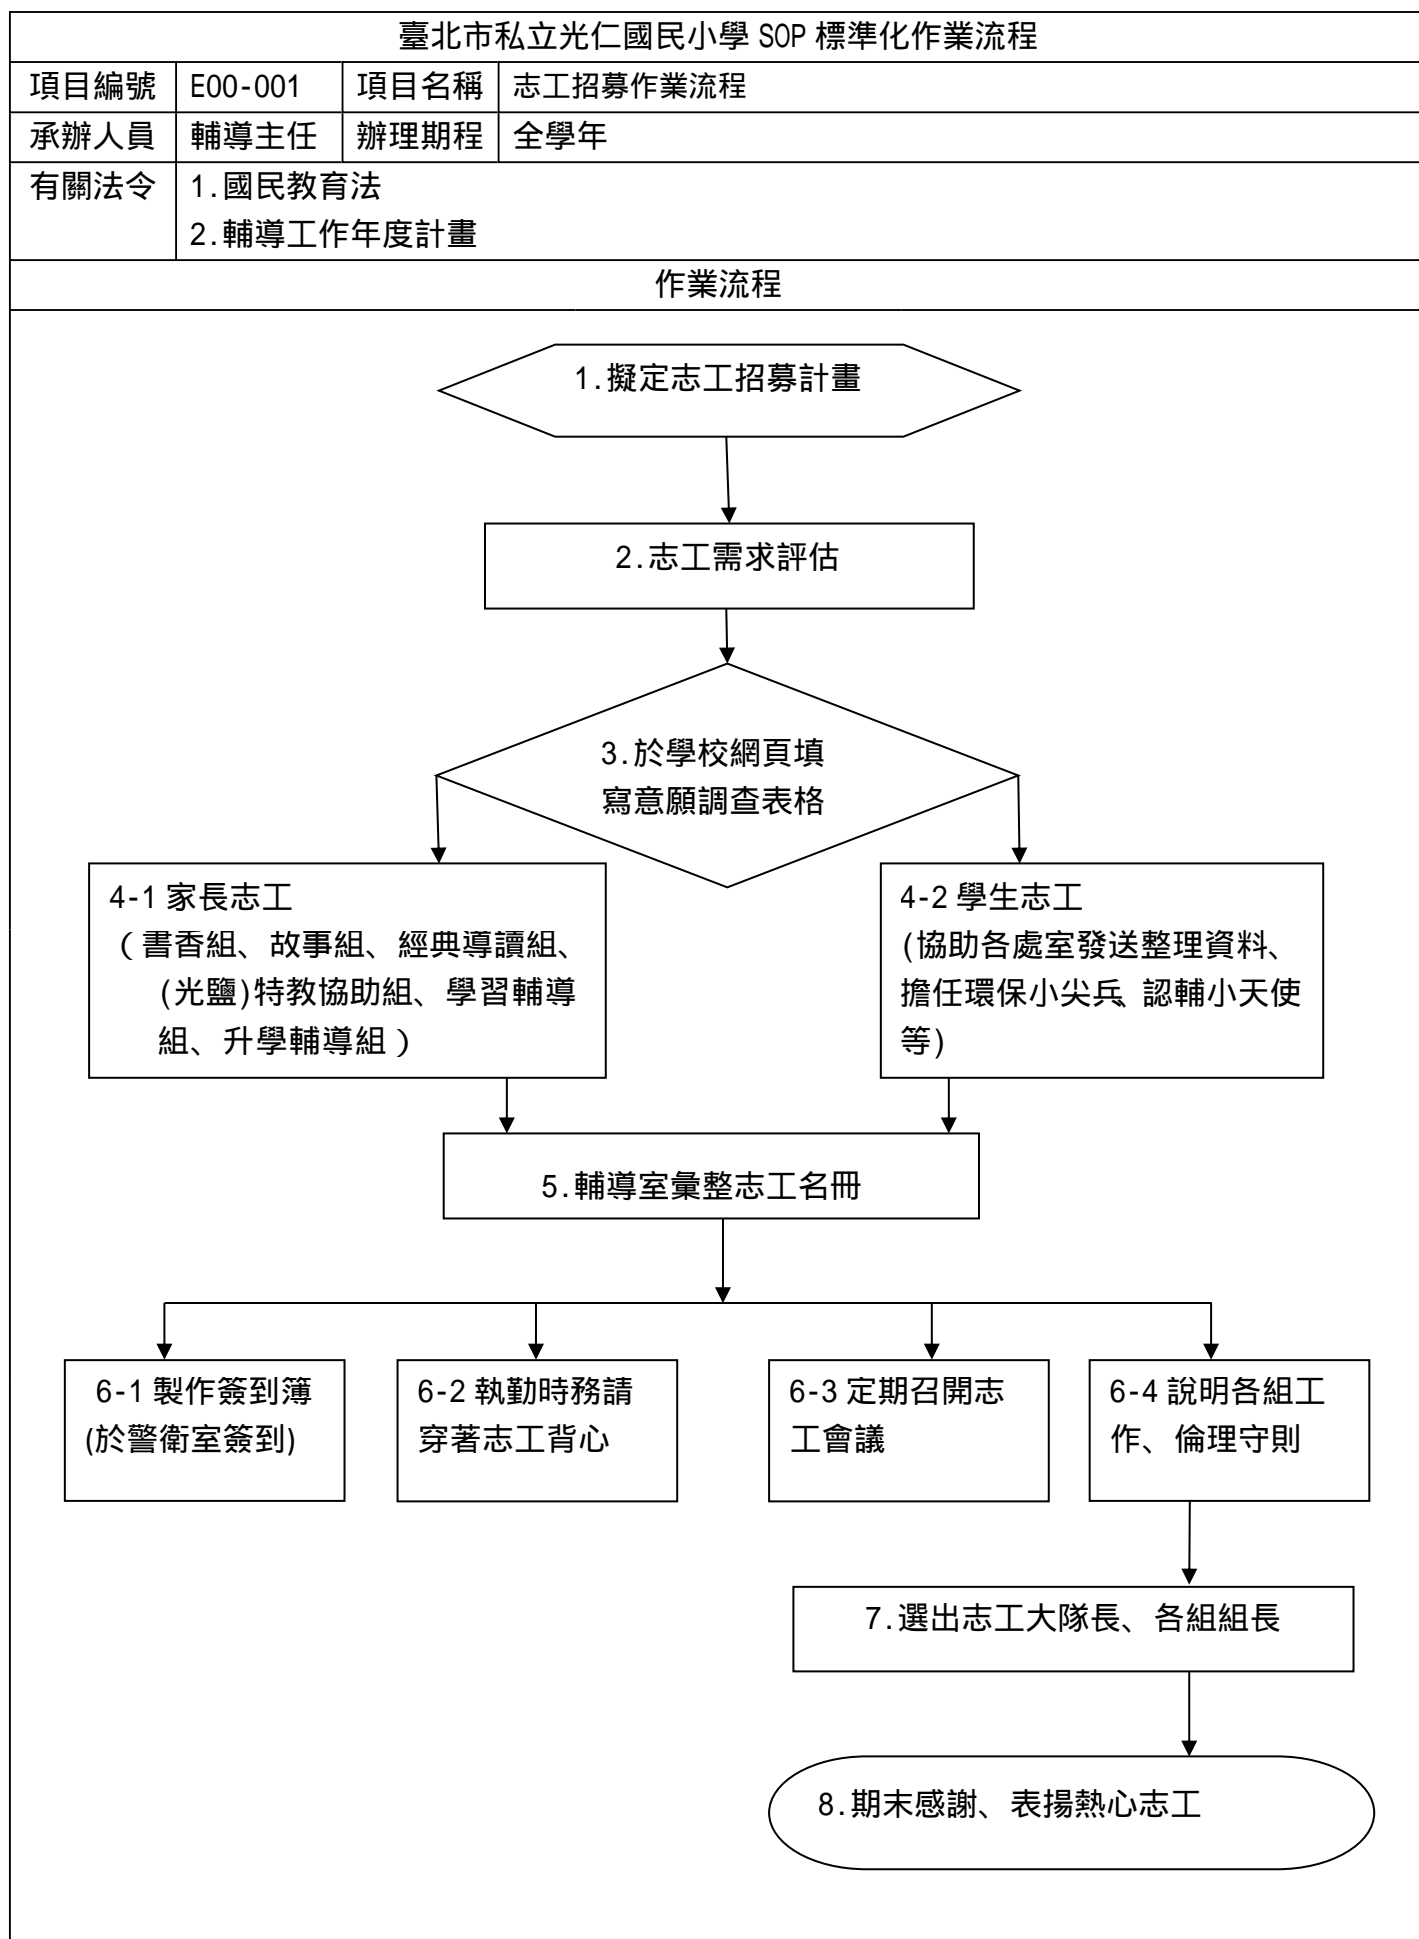 臺北市私立光仁國民小學 SOP 標準化作業流程
項目編號 E00-001 項目名稱 志工招募作業流程
承辦人員 輔導主任 辦理期程 全學年
有關法令 1.國民教育法
2.輔導工作年度計畫
作業流程
1.擬定志工招募計畫
2.志工需求評估
3.於學校網頁填
寫意願調查表格
4-1 家長志工
（書香組、故事組、經典導讀組、
(光鹽)特教協助組、學習輔導
組、升學輔導組）
4-2 學生志工
(協助各處室發送整理資料、
擔任環保小尖兵、認輔小天使
等)
5.輔導室彙整志工名冊
6-1 製作簽到簿
(於警衛室簽到)
6-2 執勤時務請
穿著志工背心
6-3 定期召開志
工會議
6-4 說明各組工
作、倫理守則
7.選出志工大隊長、各組組長
8.期末感謝、表揚熱心志工